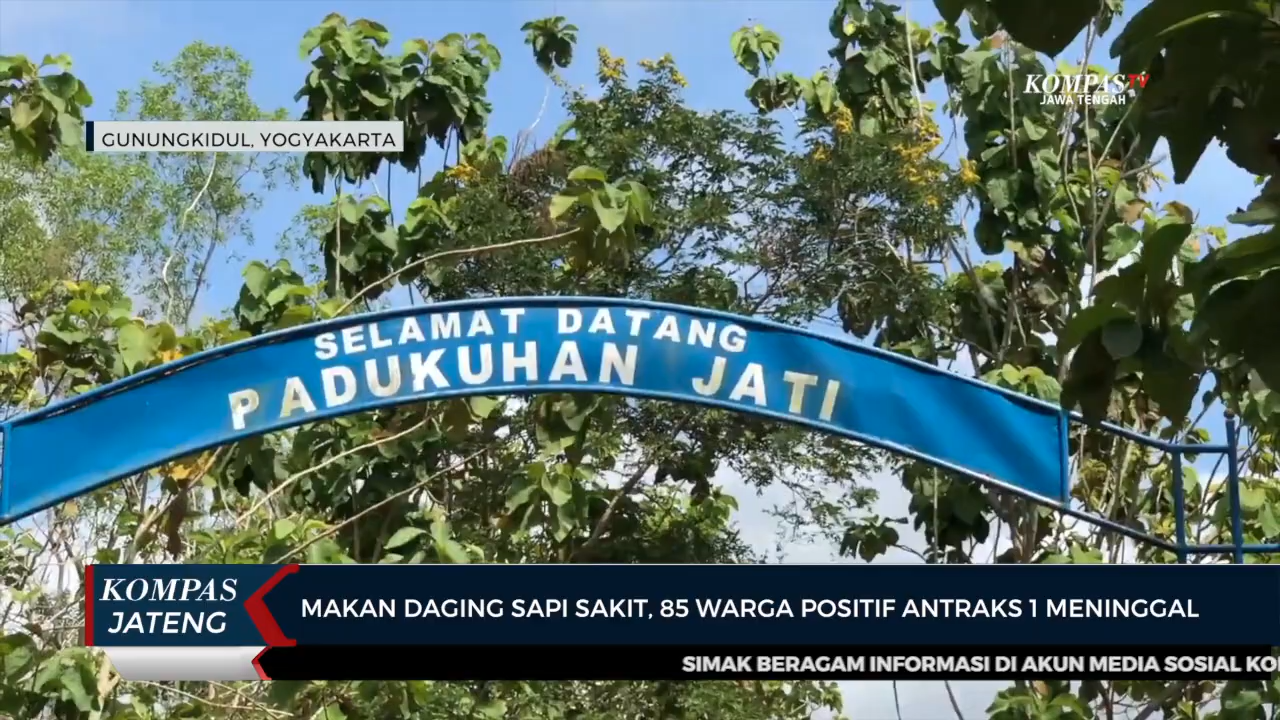 KOMPAS TV
JAWA TENGAH
GUNUNGKIDUL, YOGYAKARTA
SELAMAT DATANG
PADUKUHAN JATI
KOMPAS
JATENG
MAKAN DAGING SAPI SAKIT, 85 WARGA POSITIF ANTRAKS 1 MENINGGAL
SIMAK BERAGAM INFORMASI DI AKUN MEDIA SOSIAL